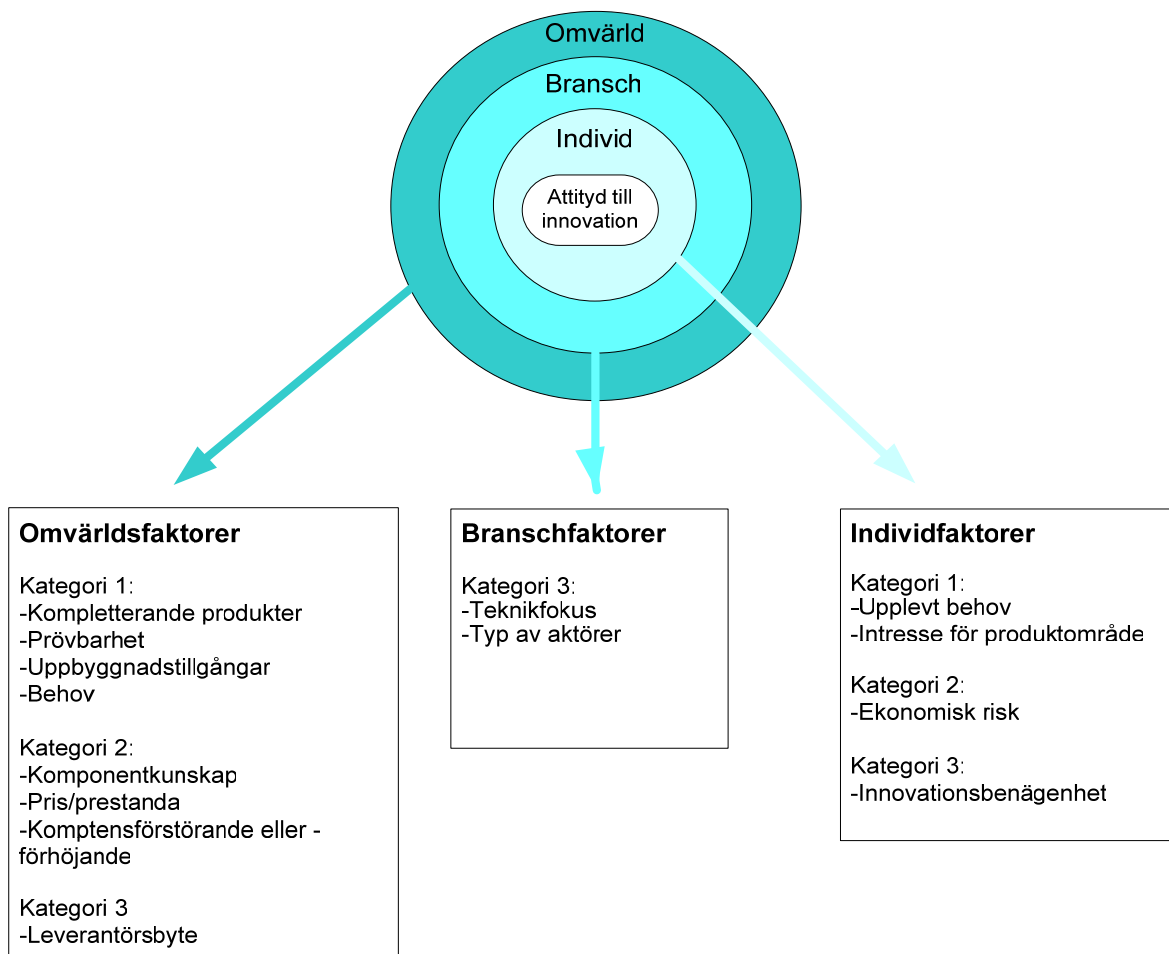 Omvärld
Bransch
Individ
Attityd till
innovation
Omvärldsfaktorer
Kategori 1:
-Kompletterande produkter
-Prövbarhet
-Uppbyggnadstillgångar
-Behov
Kategori 2:
-Komponentkunskap
-Pris/prestanda
-Komptensförstörande eller -
förhöjande
Kategori 3
-Leverantörsbyte
Branschfaktorer
Kategori 3:
-Teknikfokus
-Typ av aktörer
Individfaktorer
Kategori 1:
-Upplevt behov
-Intresse för produktområde
Kategori 2:
-Ekonomisk risk
Kategori 3:
-Innovationsbenägenhet